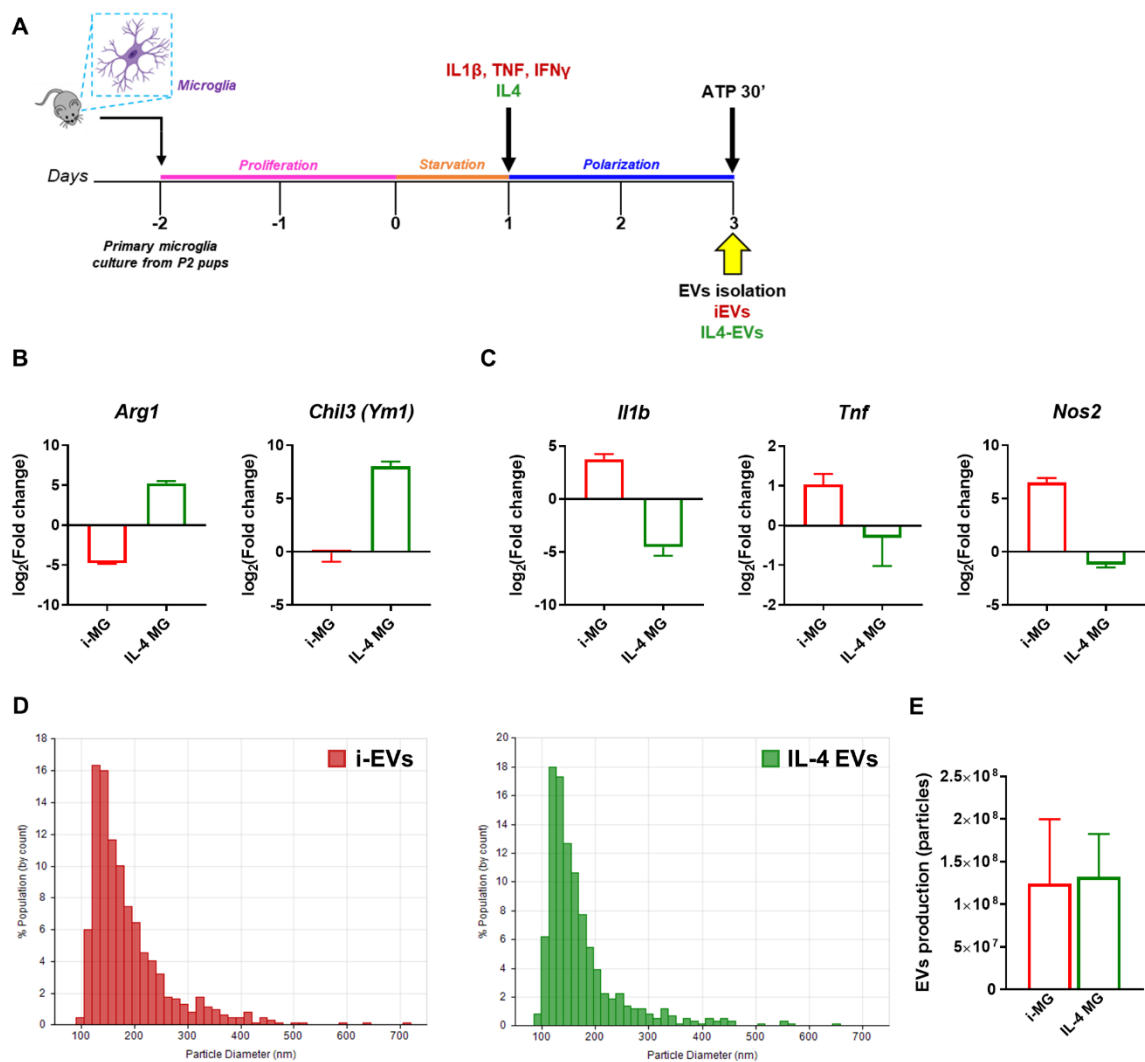 A
Microglia
IL1β, TNF, IFNγ
IL4
ATP 30’
Days
Proliferation
Starvation
Polarization
-2
-1
0
1
2
3
Primary microglia
culture from P2 pups
EVs isolation
iEVs
IL4-EVs
B
Arg1
log2(Fold change)
10
5
0
-5
-10
i-MG
IL-4 MG
Chil3 (Ym1)
log2(Fold change)
10
5
0
-5
i-MG
IL-4 MG
C
Il1b
log2(Fold change)
5
0
-5
-10
i-MG
IL-4 MG
Tnf
log2(Fold change)
2
1
0
-1
-2
i-MG
IL-4 MG
Nos2
log2(Fold change)
10
5
0
-5
i-MG
IL-4 MG
D
i-EVs
% Population (by count)
18
16
14
12
10
8
6
4
2
0
100
200
300
400
500
600
700
Particle Diameter (nm)
IL-4 EVs
% Population (by count)
20
18
16
14
12
10
8
6
4
2
0
100
200
300
400
500
600
700
Particle Diameter (nm)
E
EVs production (particles)
2.5×10⁸
2×10⁸
1.5×10⁸
1×10⁸
5×10⁷
0
i-MG
IL-4 MG